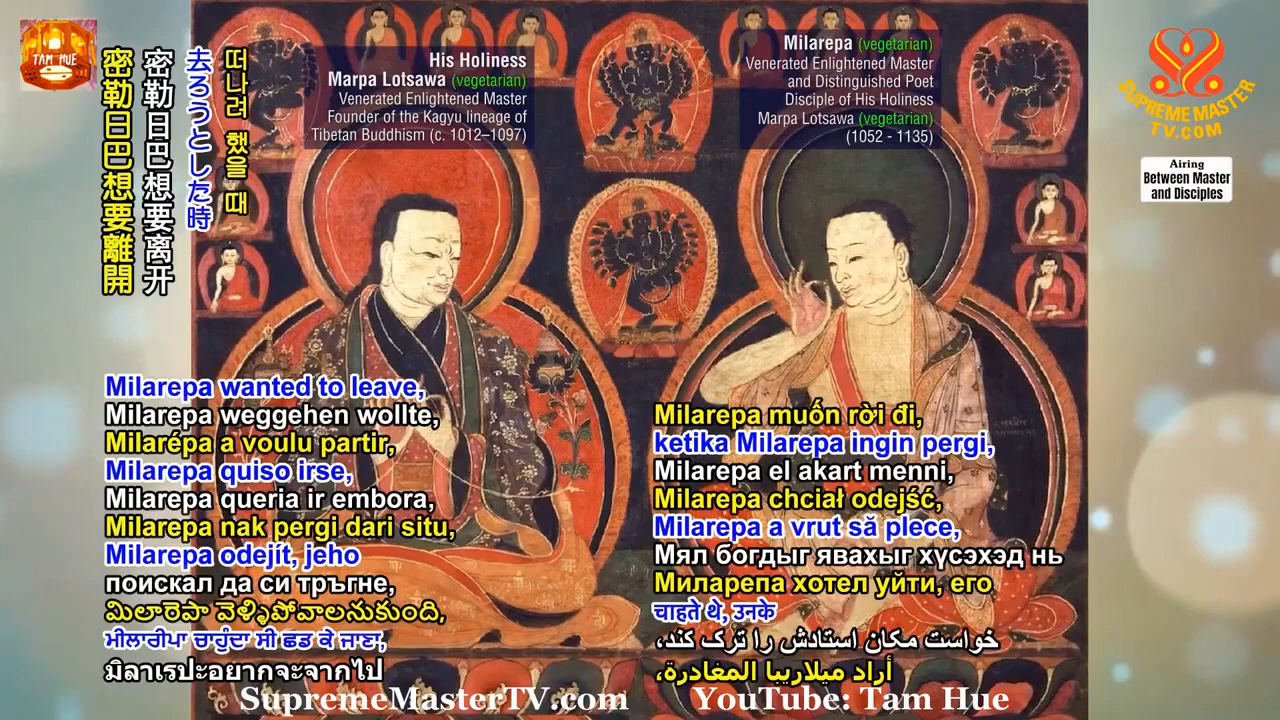 TAM HUE
密勒日巴想要離開
密勒日巴想要离开
去ろうとした時
떠나려 했을 때
His Holiness
Marpa Lotsawa (vegetarian)
Venerated Enlightened Master
Founder of the Kagyu lineage of
Tibetan Buddhism (c. 1012–1097)
Milarepa (vegetarian)
Venerated Enlightened Master
and Distinguished Poet
Disciple of His Holiness
Marpa Lotsawa (vegetarian)
(1052 - 1135)
SUPREME MASTER
TV.COM
Airing
Between Master
and Disciples
Milarepa wanted to leave,
Milarepa weggehen wollte,
Milarépa a voulu partir,
Milarepa quiso irse,
Milarepa queria ir embora,
Milarepa nak pergi dari situ,
Milarepa odejít, jeho
поискал да си тръгне,
మిలారెపా వెళ్ళిపోవాలనుకుంది,
ਮੀਲਾਰੀਪਾ ਚਾਹੁੰਦਾ ਸੀ ਛਡ ਕੇ ਜਾਣਾ,
มิลาเรปะอยากจะจากไป
Milarepa muốn rời đi,
ketika Milarepa ingin pergi,
Milarepa el akart menni,
Milarepa chciał odejść,
Milarepa a vrut să plece,
Мял богдыг явахыг хүсэхэд нь
Миларепа хотел уйти, его
चाहते थे, उनके
خواست مکان استادش را ترک کند،
أراد ميلاريبا المغادرة،
SupremeMasterTV.com
YouTube: Tam Hue